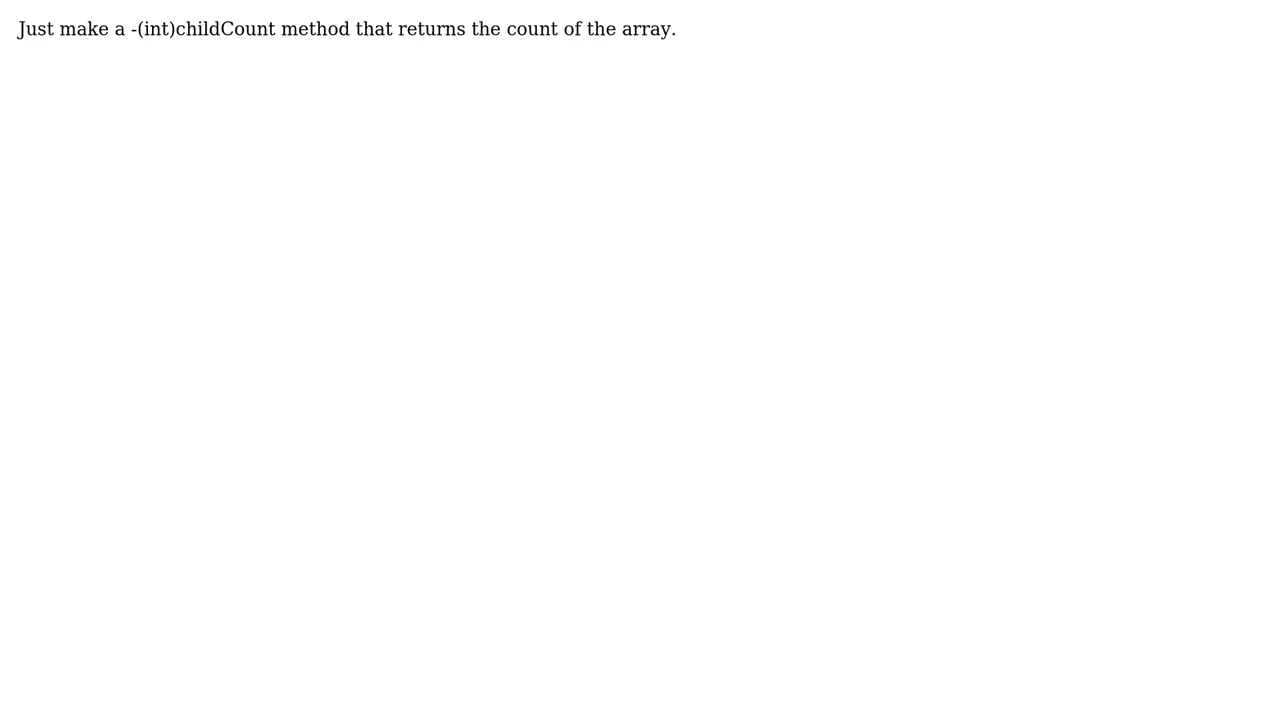 Just make a -(int)childCount method that returns the count of the array.